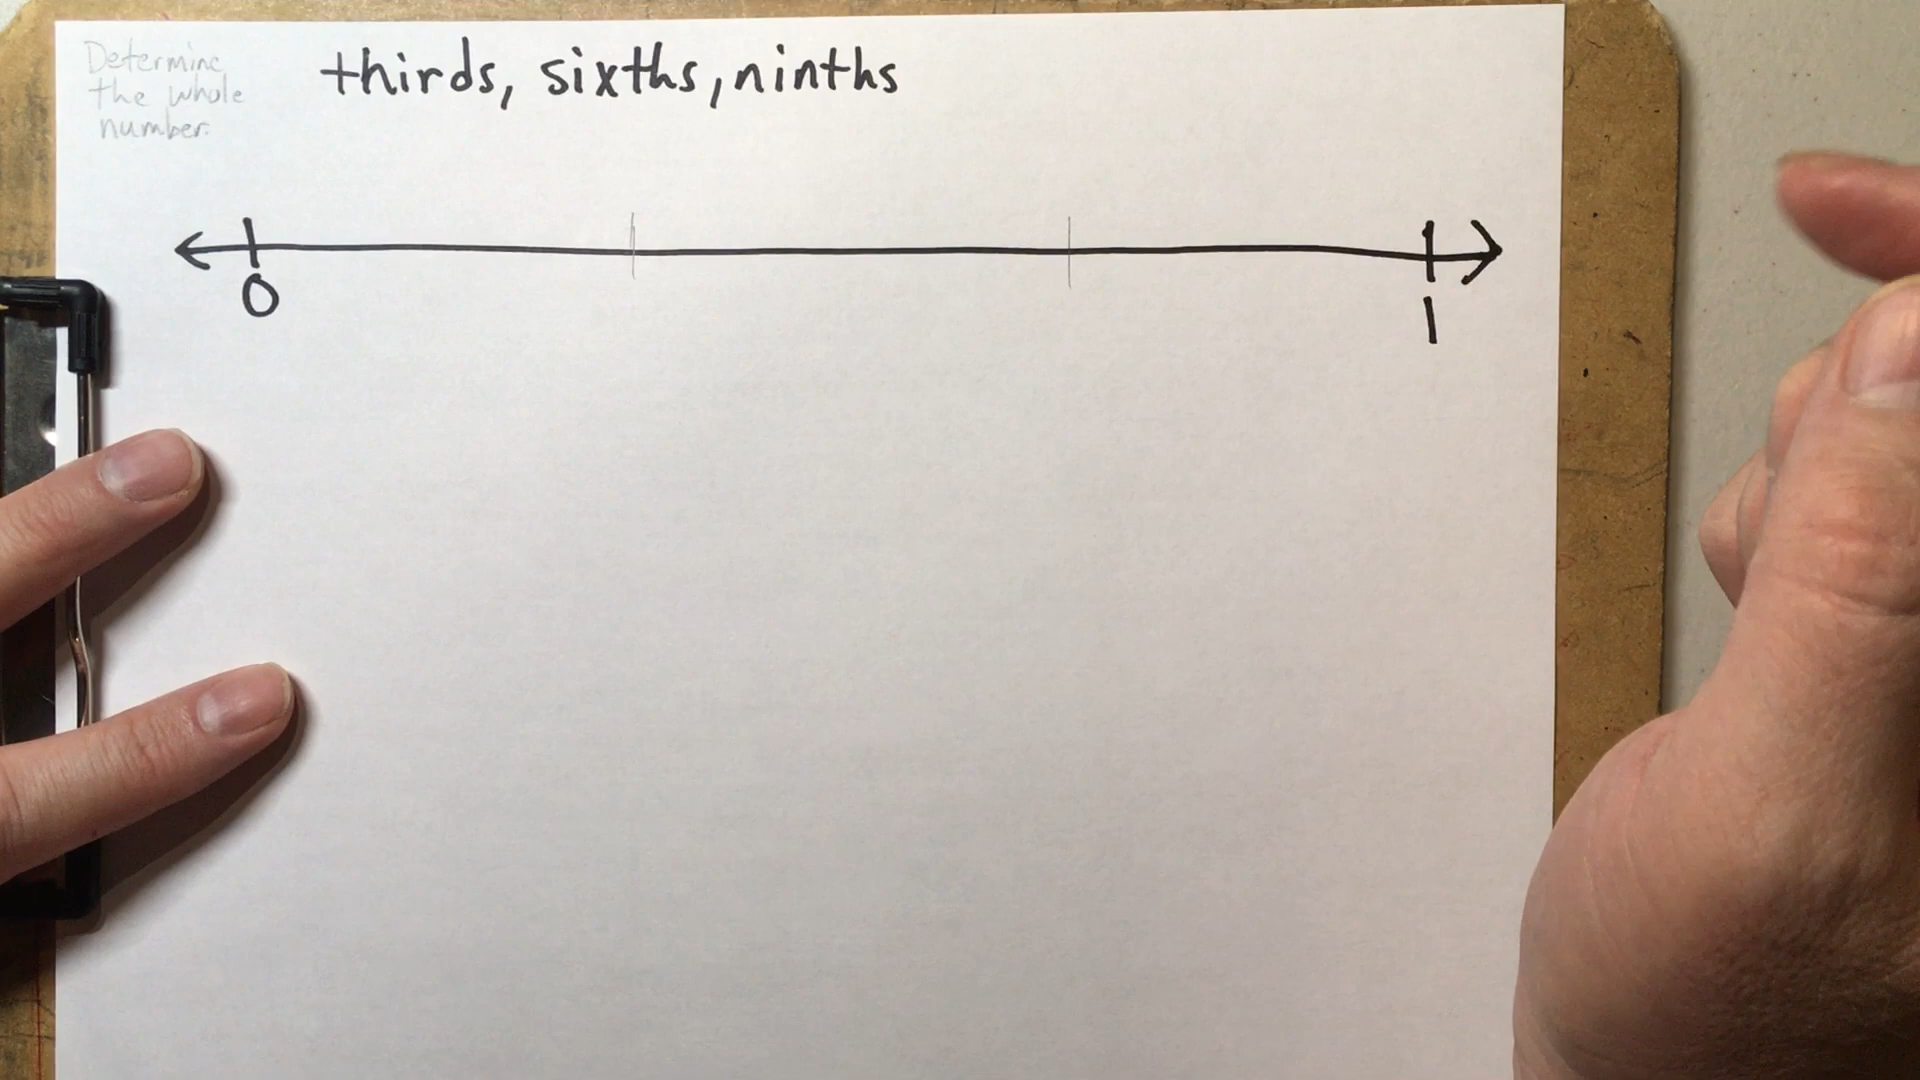 Determine
the whole
number.
thirds, sixths, ninths
0
1